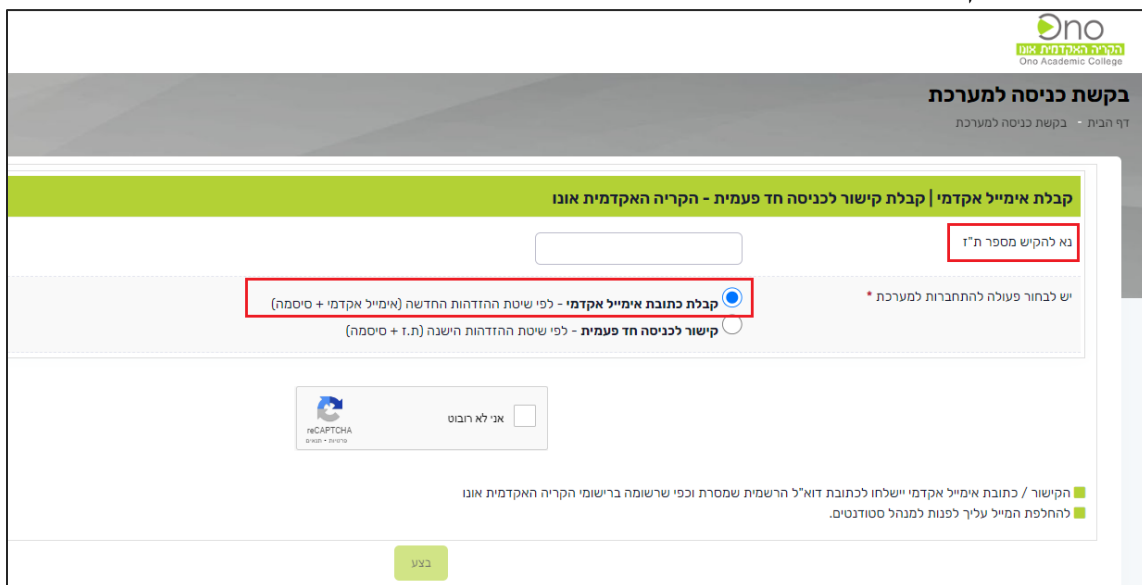 Ono
הקריה האקדמית אונו
Ono Academic College
בקשת כניסה למערכת
דף הבית - בקשת כניסה למערכת
קבלת אימייל אקדמי | קבלת קישור לכניסה חד פעמית - הקריה האקדמית אונו
נא להקיש מספר ת"ז
יש לבחור פעולה להתחברות למערכת *
קבלת כתובת אימייל אקדמי - לפי שיטת ההזדהות החדשה (אימייל אקדמי + סיסמה)
קישור לכניסה חד פעמית - לפי שיטת ההזדהות הישנה (ת.ז + סיסמה)
אני לא רובוט
reCAPTCHA
פרטיות - תנאים
הקישור / כתובת אימייל אקדמי יישלחו לכתובת דוא"ל הרשמית שמסרת וכפי שרשומה ברישומי הקריה האקדמית אונו
להחלפת המייל עליך לפנות למנהל סטודנטים.
בצע